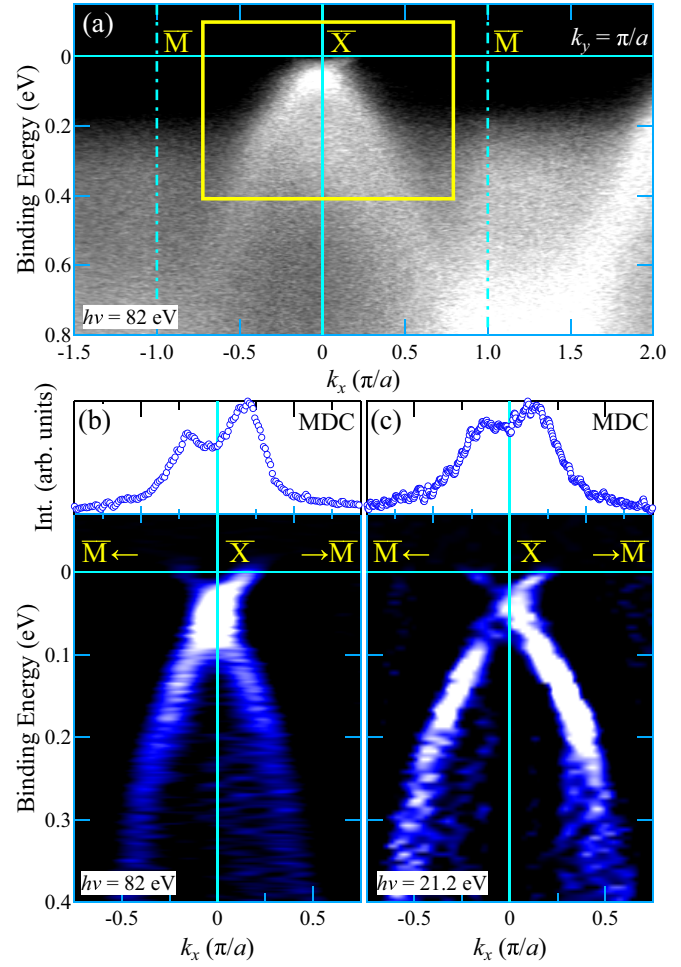 (a) M̅ X̅ M̅ k_y = π/a
0
0.2
0.4
0.6
0.8
Binding Energy (eV)
hν = 82 eV
-1.5 -1.0 -0.5 0 0.5 1.0 1.5 2.0
k_x (π/a)
Int. (arb. units)
(b) MDC
(c) MDC
M̅← X̅ →M̅
M̅← X̅ →M̅
0
0.1
0.2
0.3
0.4
Binding Energy (eV)
hν = 82 eV
hν = 21.2 eV
-0.5 0 0.5
-0.5 0 0.5
k_x (π/a)
k_x (π/a)